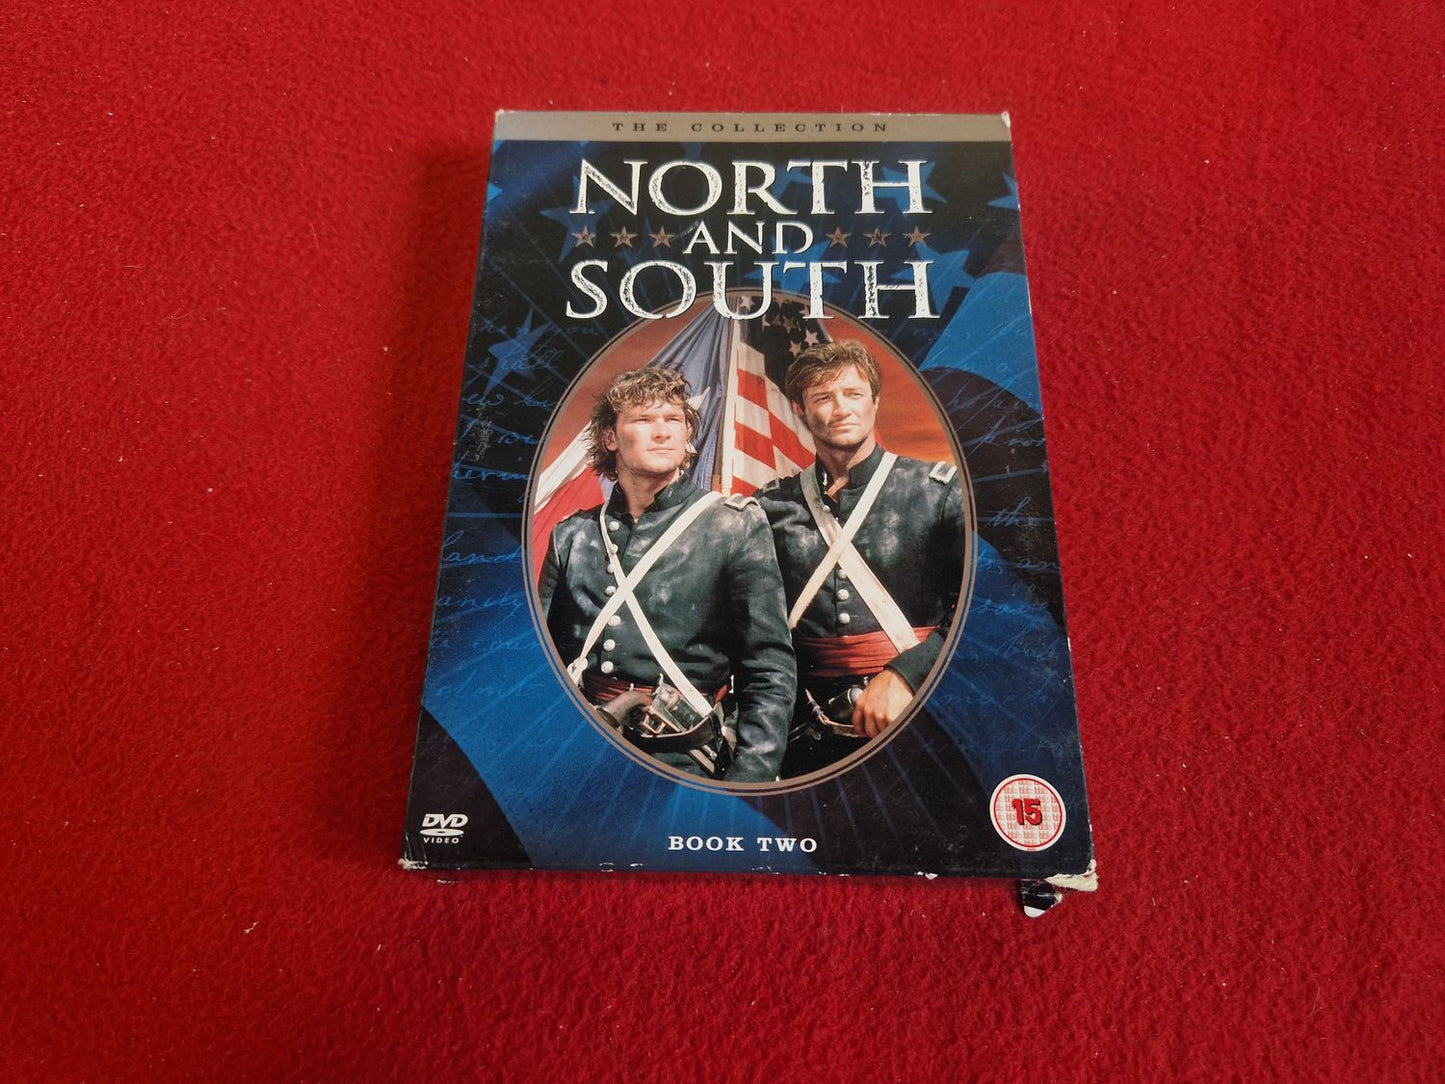 THE COLLECTION
NORTH
AND
SOUTH
DVD
VIDEO
BOOK TWO
15